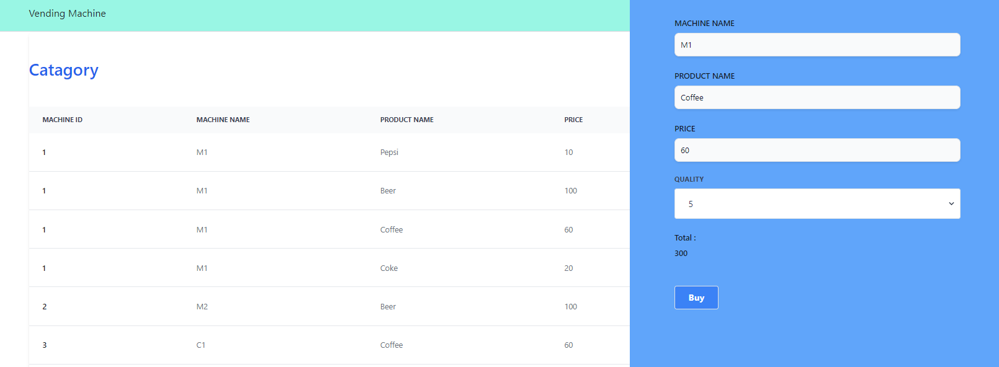 Vending Machine
Catagory
MACHINE ID MACHINE NAME PRODUCT NAME PRICE
1 M1 Pepsi 10
1 M1 Beer 100
1 M1 Coffee 60
1 M1 Coke 20
2 M2 Beer 100
3 C1 Coffee 60
MACHINE NAME
M1
PRODUCT NAME
Coffee
PRICE
60
QUALITY
5
Total :
300
Buy